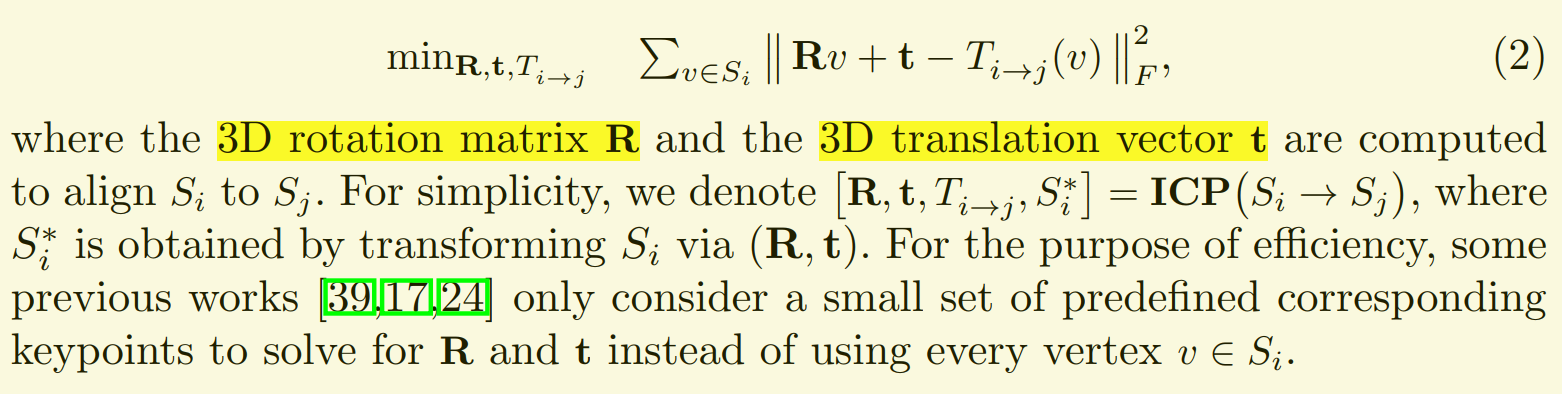 min_{R,t,T_{i→j}} ∑_{v∈S_i} ‖ Rv + t − T_{i→j}(v) ‖²_F, (2)
where the 3D rotation matrix R and the 3D translation vector t are computed
to align S_i to S_j. For simplicity, we denote [R, t, T_{i→j}, S_i^*] = ICP(S_i → S_j), where
S_i^* is obtained by transforming S_i via (R, t). For the purpose of efficiency, some
previous works [39,17,24] only consider a small set of predefined corresponding
keypoints to solve for R and t instead of using every vertex v ∈ S_i.